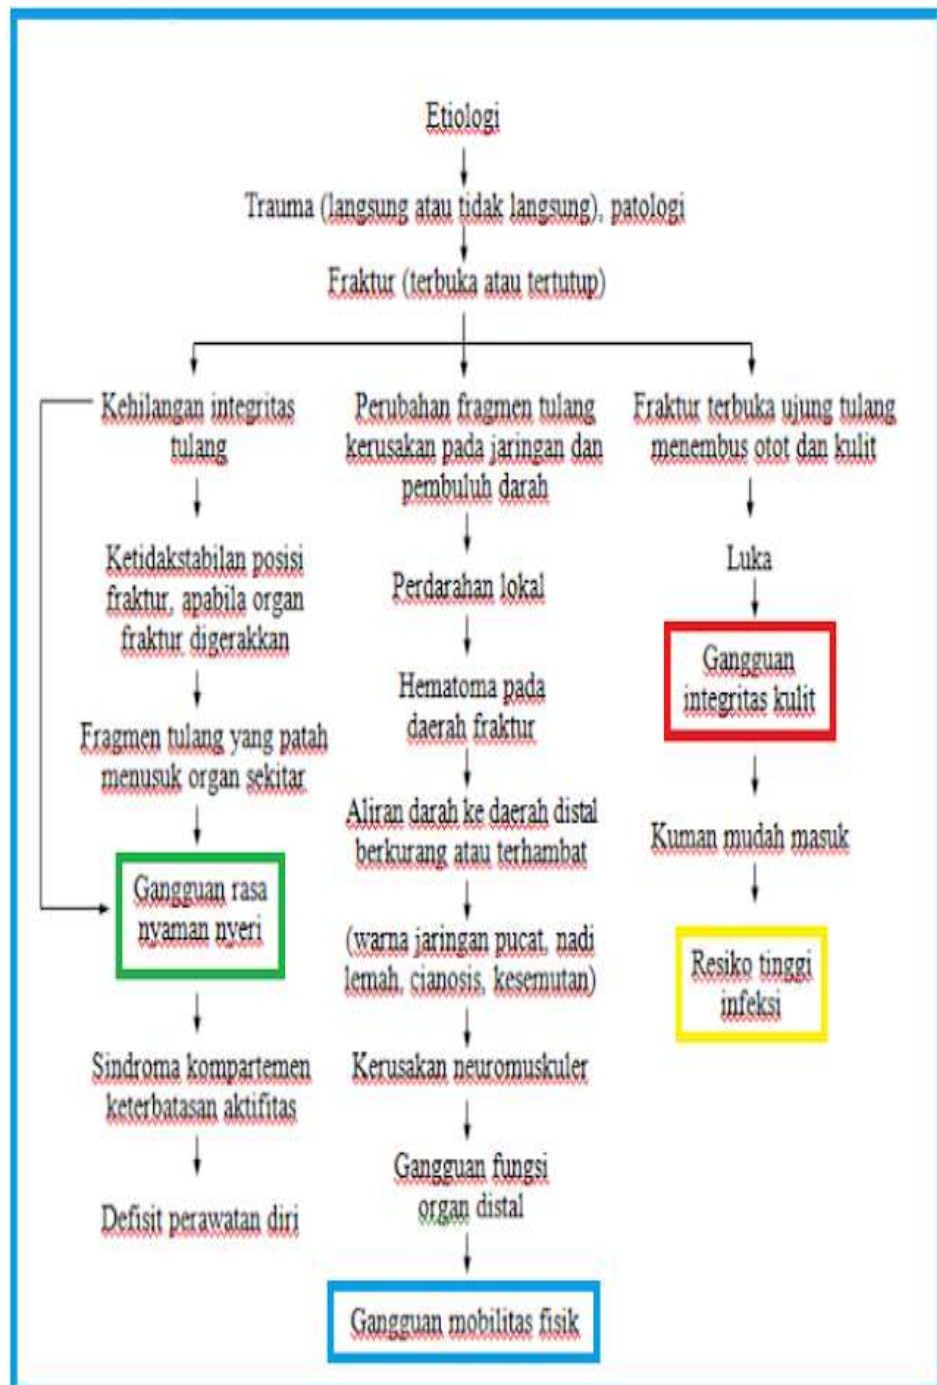 Etiologi
Trauma (langsung atau tidak langsung), patologi
Fraktur (terbuka atau tertutup)
Kehilangan integritas
tulang
Ketidakstabilan posisi
fraktur, apabila organ
fraktur digerakkan
Fragmen tulang yang patah
menusuk organ sekitar
Gangguan rasa
nyaman nyeri
Sindroma kompartemen
keterbatasan aktifitas
Defisit perawatan diri
Perubahan fragmen tulang
kerusakan pada jaringan dan
pembuluh darah
Perdarahan lokal
Hematoma pada
daerah fraktur
Aliran darah ke daerah distal
berkurang atau terhambat
(warna jaringan pucat, nadi
lemah, cianosis, kesemutan)
Kerusakan neuromuskuler
Gangguan fungsi
organ distal
Gangguan mobilitas fisik
Fraktur terbuka ujung tulang
menembus otot dan kulit
Luka
Gangguan
integritas kulit
Kuman mudah masuk
Resiko tinggi
infeksi